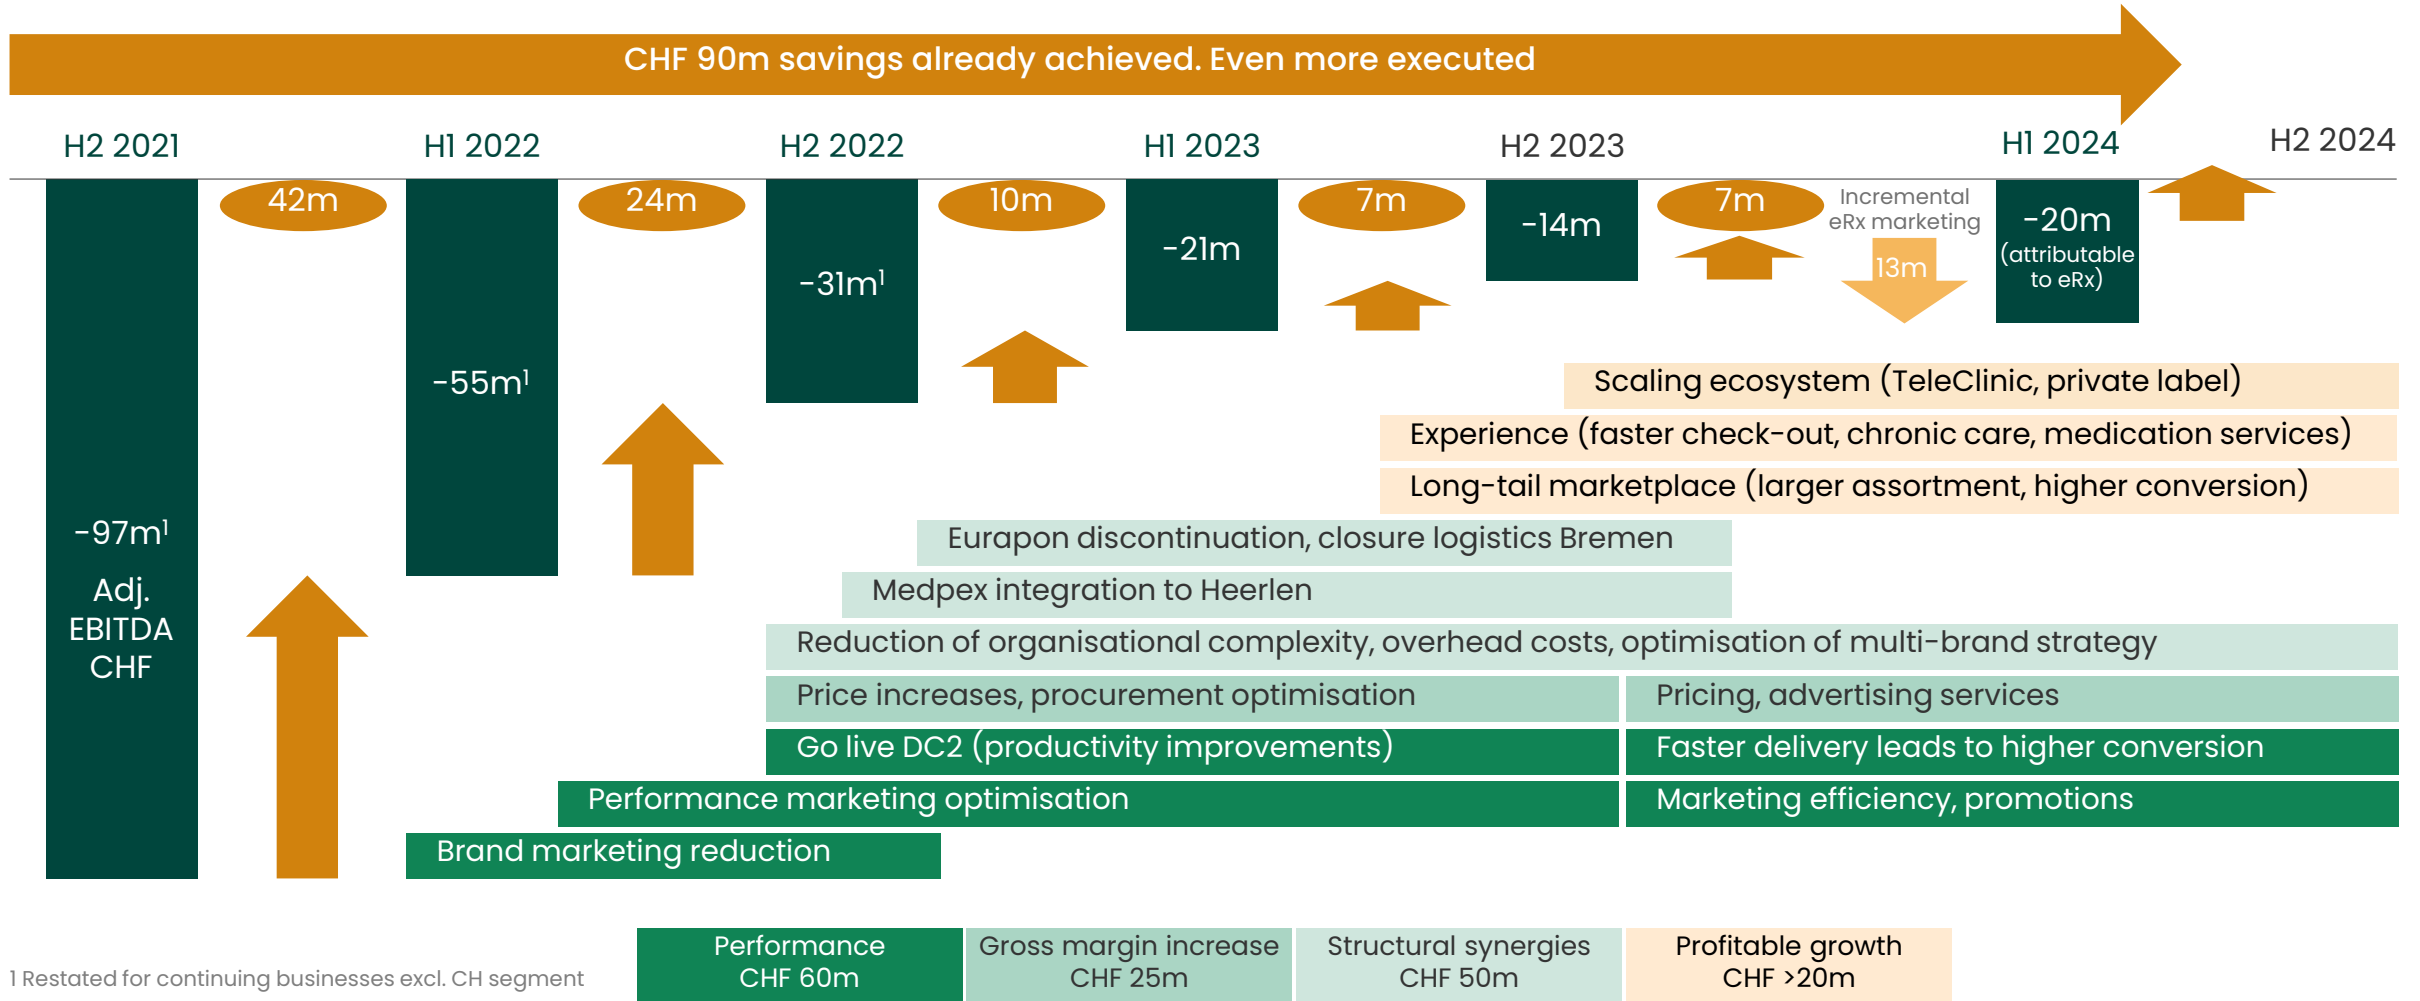 CHF 90m savings already achieved. Even more executed
H2 2021
H1 2022
H2 2022
H1 2023
H2 2023
H1 2024
H2 2024
42m
24m
10m
7m
7m
Incremental
eRx marketing
13m
-97m¹
Adj.
EBITDA
CHF
-55m¹
-31m¹
-21m
-14m
-20m
(attributable
to eRx)
Scaling ecosystem (TeleClinic, private label)
Experience (faster check-out, chronic care, medication services)
Long-tail marketplace (larger assortment, higher conversion)
Eurapon discontinuation, closure logistics Bremen
Medpex integration to Heerlen
Reduction of organisational complexity, overhead costs, optimisation of multi-brand strategy
Price increases, procurement optimisation
Pricing, advertising services
Go live DC2 (productivity improvements)
Faster delivery leads to higher conversion
Performance marketing optimisation
Marketing efficiency, promotions
Brand marketing reduction
Performance
CHF 60m
Gross margin increase
CHF 25m
Structural synergies
CHF 50m
Profitable growth
CHF >20m
1 Restated for continuing businesses excl. CH segment